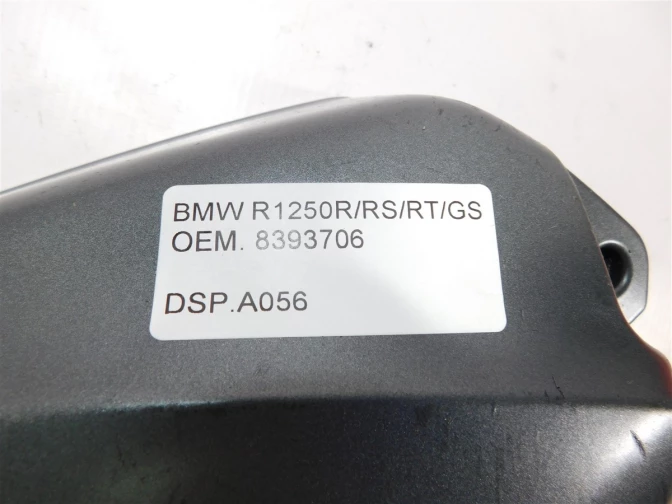 BMW R1250R/RS/RT/GS
OEM. 8393706
DSP.A056